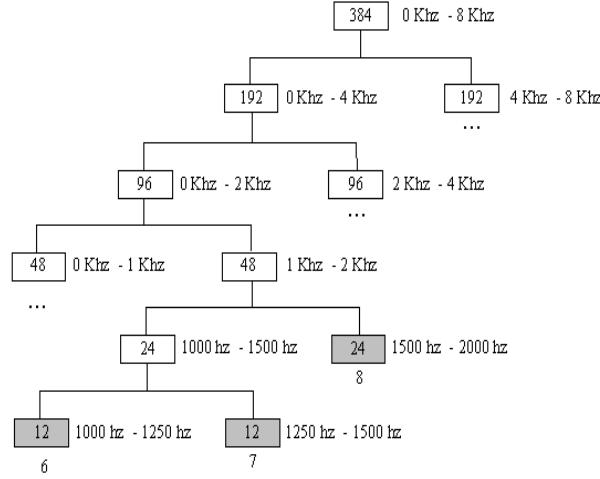 384 0 Khz - 8 Khz
192 0 Khz - 4 Khz 192 4 Khz - 8 Khz
...
96 0 Khz - 2 Khz 96 2 Khz - 4 Khz
...
48 0 Khz - 1 Khz 48 1 Khz - 2 Khz
...
24 1000 hz - 1500 hz 24 1500 hz - 2000 hz
8
12 1000 hz - 1250 hz 12 1250 hz - 1500 hz
6 7